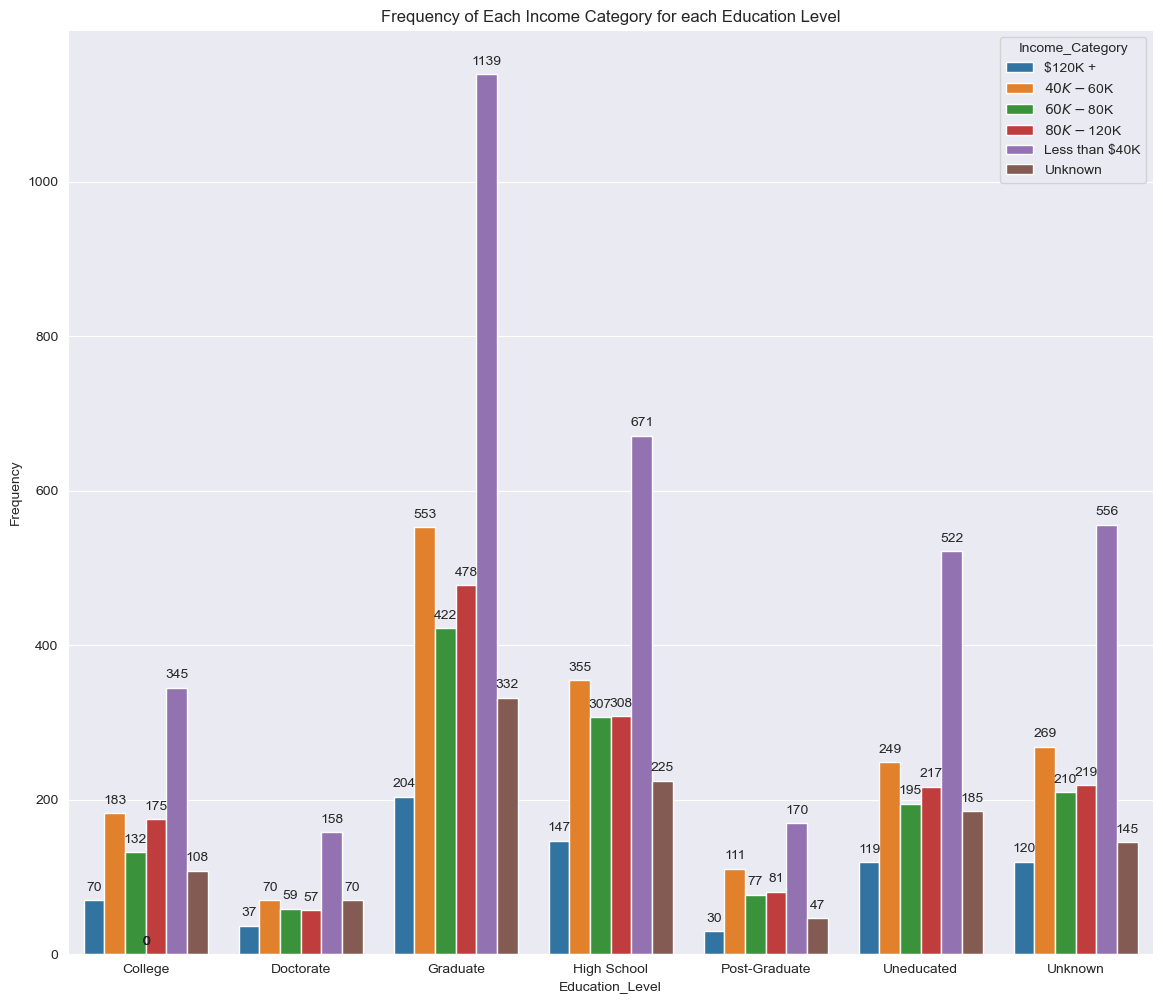 Frequency of Each Income Category for each Education Level
Income_Category
$120K +
40K − $60K
60K − $80K
80K − $120K
Less than $40K
Unknown
Frequency
1000
800
600
400
200
0
70 183 132 175 345 108 0
37 70 59 57 158 70
204 553 422 478 1139 332
147 355 307 308 671 225
30 111 77 81 170 47
119 249 195 217 522 185
120 269 210 219 556 145
College Doctorate Graduate High School Post-Graduate Uneducated Unknown
Education_Level